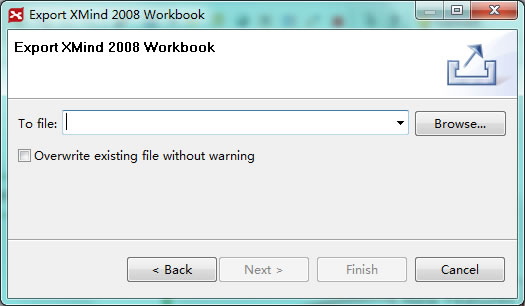 Export XMind 2008 Workbook
Export XMind 2008 Workbook
To file: Browse...
Overwrite existing file without warning
< Back Next > Finish Cancel